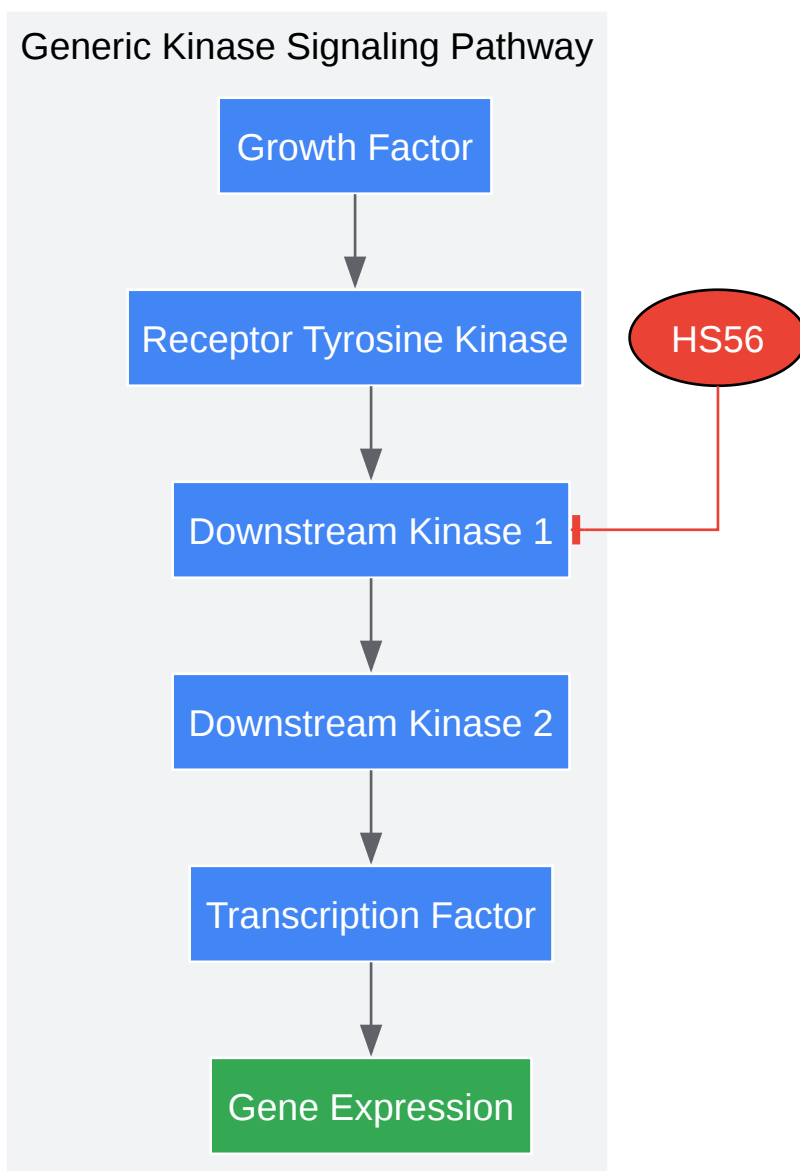 Generic Kinase Signaling Pathway
Growth Factor
Receptor Tyrosine Kinase
HS56
Downstream Kinase 1
Downstream Kinase 2
Transcription Factor
Gene Expression